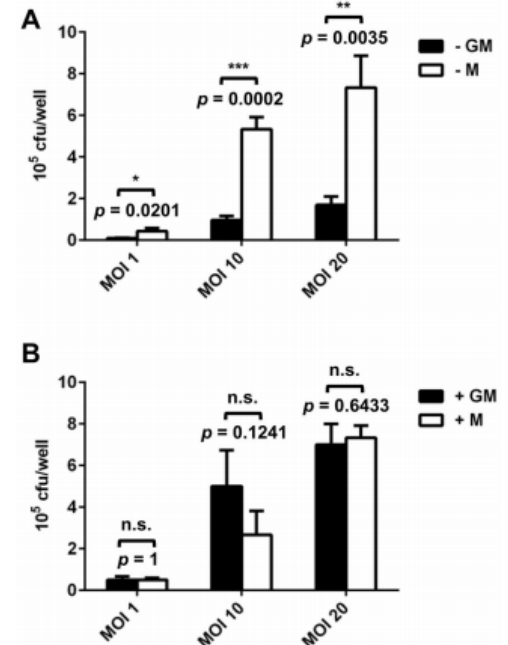 A
**
10
p = 0.0035
- GM
- M
***
8
p = 0.0002
6
10⁵ cfu/well
4
*
2
p = 0.0201
0
MOI 1
MOI 10
MOI 20
B
n.s.
10
p = 0.6433
+ GM
+ M
n.s.
8
p = 0.1241
6
10⁵ cfu/well
4
n.s.
2
p = 1
0
MOI 1
MOI 10
MOI 20